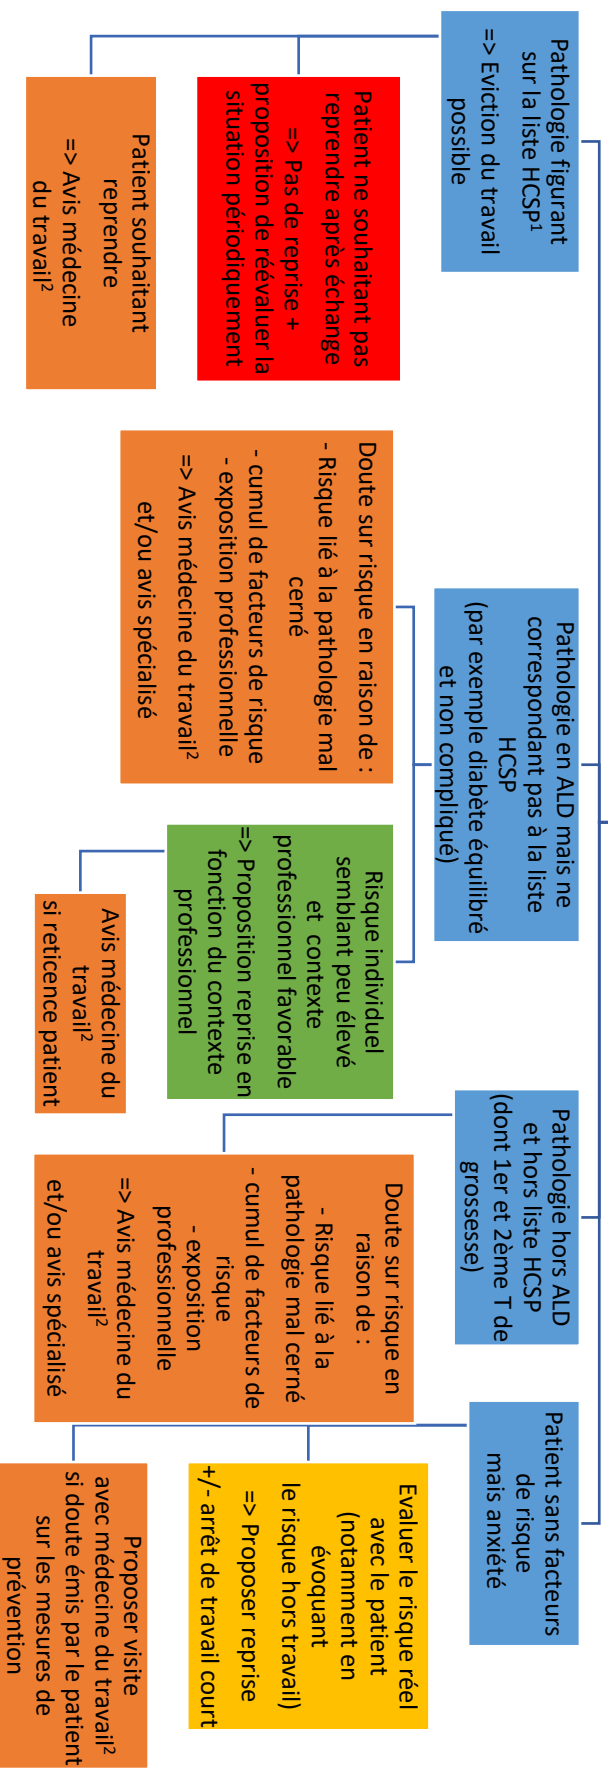 Pathologie figurant
sur la liste HCSP¹
=> Eviction du travail
possible
Patient ne souhaitant pas
reprendre après échange
=> Pas de reprise +
proposition de réévaluer la
situation périodiquement
Patient souhaitant
reprendre
=> Avis médecine
du travail²
Pathologie en ALD mais ne
correspondant pas à la liste
HCSP
(par exemple diabète équilibré
et non compliqué)
Doute sur risque en raison de :
- Risque lié à la pathologie mal
cerné
- cumul de facteurs de risque
- exposition professionnelle
=> Avis médecine du travail²
et/ou avis spécialisé
Risque individuel
semblant peu élevé
et contexte
professionnel favorable
=> Proposition reprise en
fonction du contexte
professionnel
Avis médecine du
travail²
si reticence patient
Pathologie hors ALD
et hors liste HCSP
(dont 1er et 2ème T de
grossesse)
Doute sur risque en
raison de :
- Risque lié à la
pathologie mal cerné
- cumul de facteurs de
risque
- exposition
professionnelle
=> Avis médecine du
travail²
et/ou avis spécialisé
Patient sans facteurs
de risque
mais anxiété
Evaluer le risque réel
avec le patient
(notamment en
évoquant
le risque hors travail)
=> Proposer reprise
+/- arrêt de travail court
Proposer visite
avec médecine du travail²
si doute émis par le patient
sur les mesures de
prévention